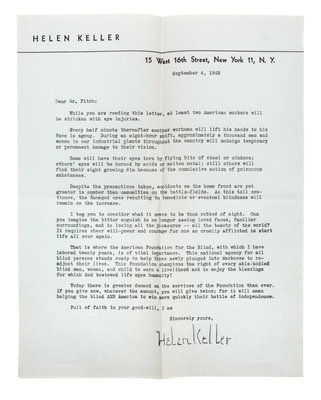 HELEN KELLER
15 West 16th Street, New York 11, N. Y.
September 4, 1943
Dear Mr. Fitch:
While you are reading this letter, at least two American workers will
be stricken with eye injuries.
Every half minute thereafter another workman will lift his hands to his
face in agony. During an eight-hour shift, approximately a thousand men and
women in our industrial plants throughout the country will undergo temporary
or permanent damage to their vision.
Some will have their eyes torn by flying bits of steel or cinders;
others' eyes will be burned by acids or molten metal; still others will
find their sight growing dim because of the cumulative action of poisonous
substances.
Despite the precautions taken, accidents on the home front are yet
greater in number than casualties on the battle-fields. As this toll con-
tinues, the damaged eyes resulting in immediate or eventual blindness will
remain on the increase.
I beg you to consider what it means to be thus robbed of sight. Can
you imagine the bitter anguish in no longer seeing loved faces, familiar
surroundings, and in losing all the pleasures -- all the beauty of the world?
It requires sheer will-power and courage for one so cruelly afflicted to start
life all over again.
That is where the American Foundation for the Blind, with which I have
labored twenty years, is of vital importance. This national agency for all
blind persons stands ready to help those newly plunged into darkness to re-
adjust their lives. This Foundation champions the right of every able-bodied
blind man, woman, and child to earn a livelihood and to enjoy the blessings
for which God bestowed life upon humanity!
Today there is greater demand on the services of the Foundation than ever.
If you give now, whatever the amount, you will give twice; for it will mean
helping the blind AND America to win more quickly their battle of independence.
Full of faith in your good-will, I am
Sincerely yours,
Helen Keller